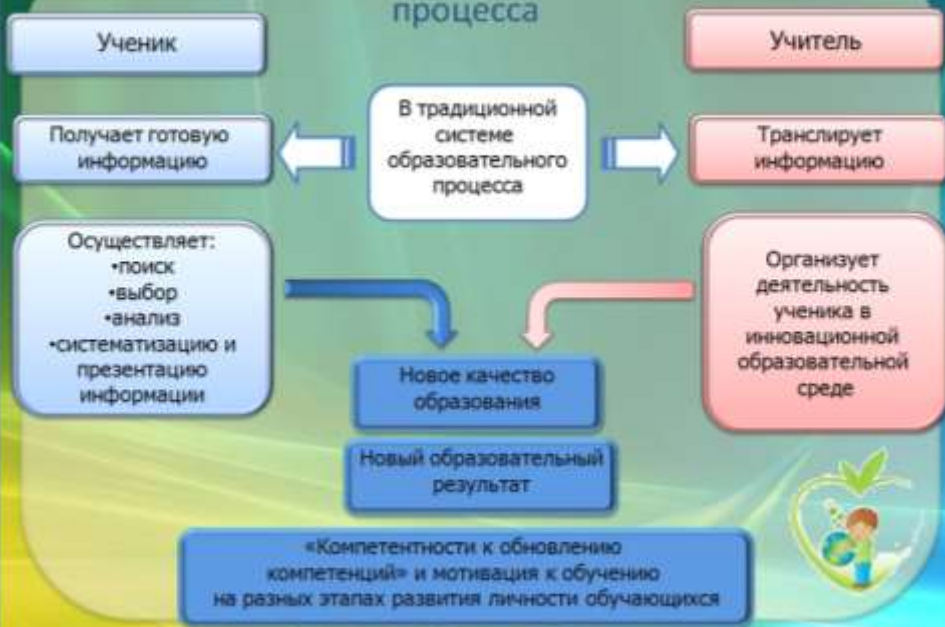 процесса
Ученик
Учитель
В традиционной
системе
образовательного
процесса
Получает готовую
информацию
Транслирует
информацию
Осуществляет:
•поиск
•выбор
•анализ
•систематизацию и
презентацию
информации
Организует
деятельность
ученика в
инновационной
образовательной
среде
Новое качество
образования
Новый образовательный
результат
«Компетентности к обновлению
компетенций» и мотивация к обучению
на разных этапах развития личности обучающихся